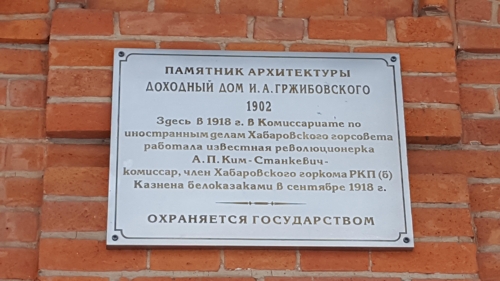 ПАМЯТНИК АРХИТЕКТУРЫ
ДОХОДНЫЙ ДОМ И.А.ГРЖИБОВСКОГО
1902
Здесь в 1918 г. в Комиссариате по
иностранным делам Хабаровского горсовета
работала известная революционерка
А.П.Ким-Станкевич-
комиссар, член Хабаровского горкома РКП (б)
Казнена белоказаками в сентябре 1918 г.
ОХРАНЯЕТСЯ ГОСУДАРСТВОМ